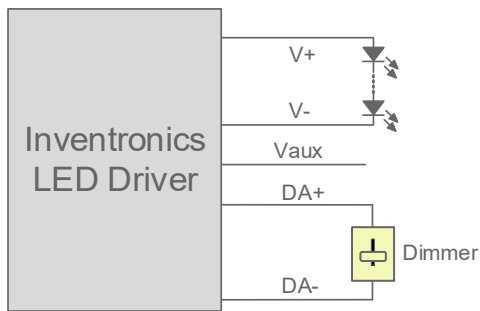 Inventronics
LED Driver
V+
V-
Vaux
DA+
Dimmer
DA-